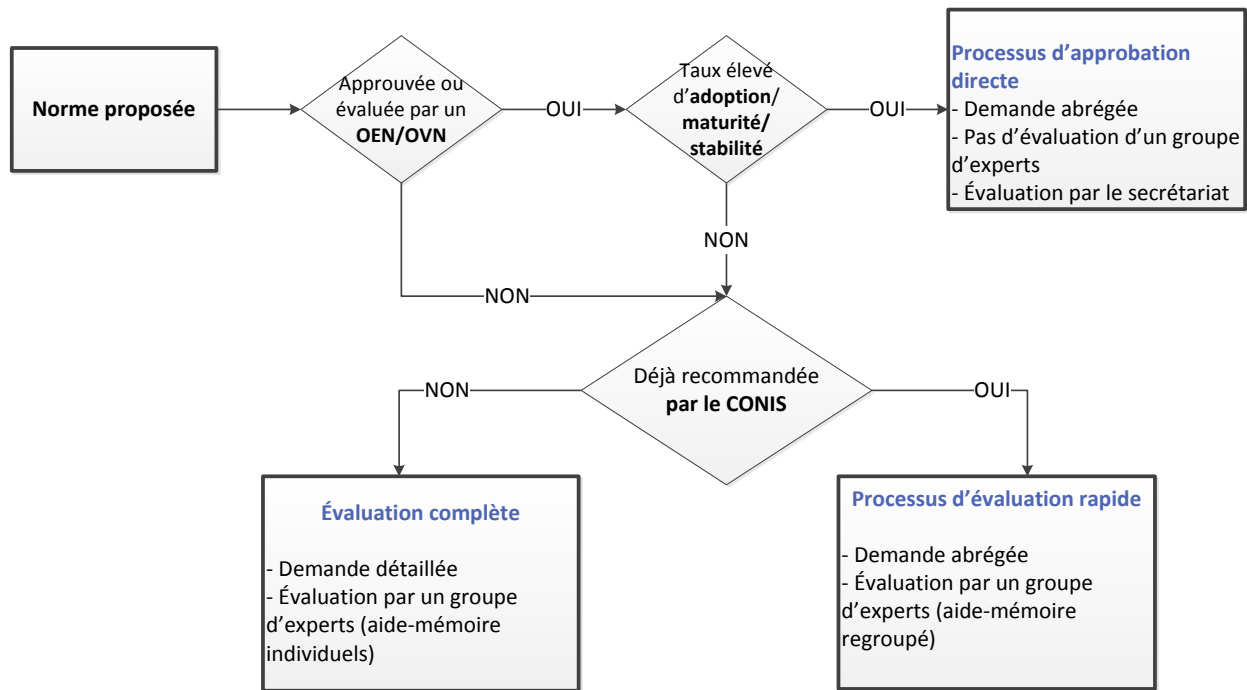 Norme proposée
Approuvée ou
évaluée par un
OEN/OVN
OUI
Taux élevé
d’adoption/
maturité/
stabilité
OUI
Processus d’approbation
directe
- Demande abrégée
- Pas d’évaluation d’un groupe
d’experts
- Évaluation par le secrétariat
NON
NON
Déjà recommandée
par le CONIS
NON
OUI
Évaluation complète
- Demande détaillée
- Évaluation par un groupe
d’experts (aide-mémoire
individuels)
Processus d’évaluation rapide
- Demande abrégée
- Évaluation par un groupe
d’experts (aide-mémoire
regroupé)